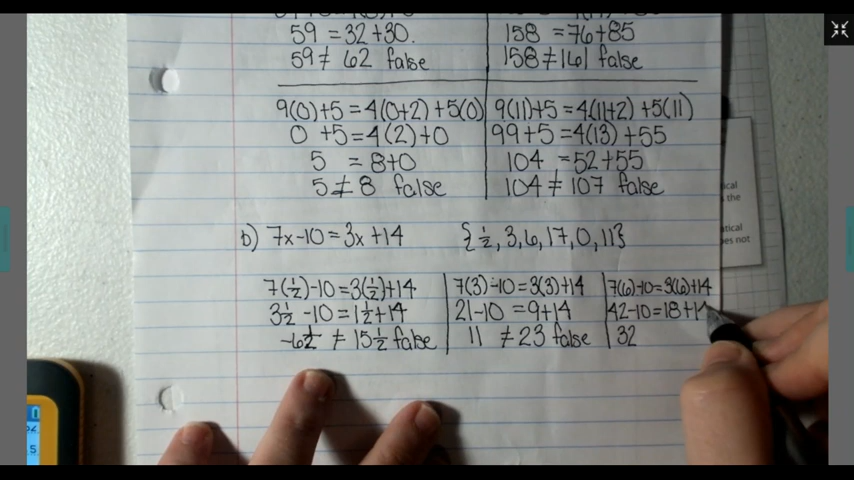 59 = 32+30.
59 ≠ 62 false
158 = 76+85
158 ≠ 161 false
9(0)+5 = 4(0+2)+5(0)
0 +5 = 4(2)+0
5 = 8+0
5 ≠ 8 false
9(11)+5 = 4(11+2)+5(11)
99+5 = 4(13)+55
104 = 52+55
104 ≠ 107 false
b) 7x-10 = 3x+14 {½, 3, 6, 17, 0, 11}
7(½)-10 = 3(½)+14
3½ -10 = 1½+14
-6½ ≠ 15½ false
7(3)-10 = 3(3)+14
21-10 = 9+14
11 ≠ 23 false
7(6)-10 = 3(6)+14
42-10 = 18+14
32
ical
the
tical
es not